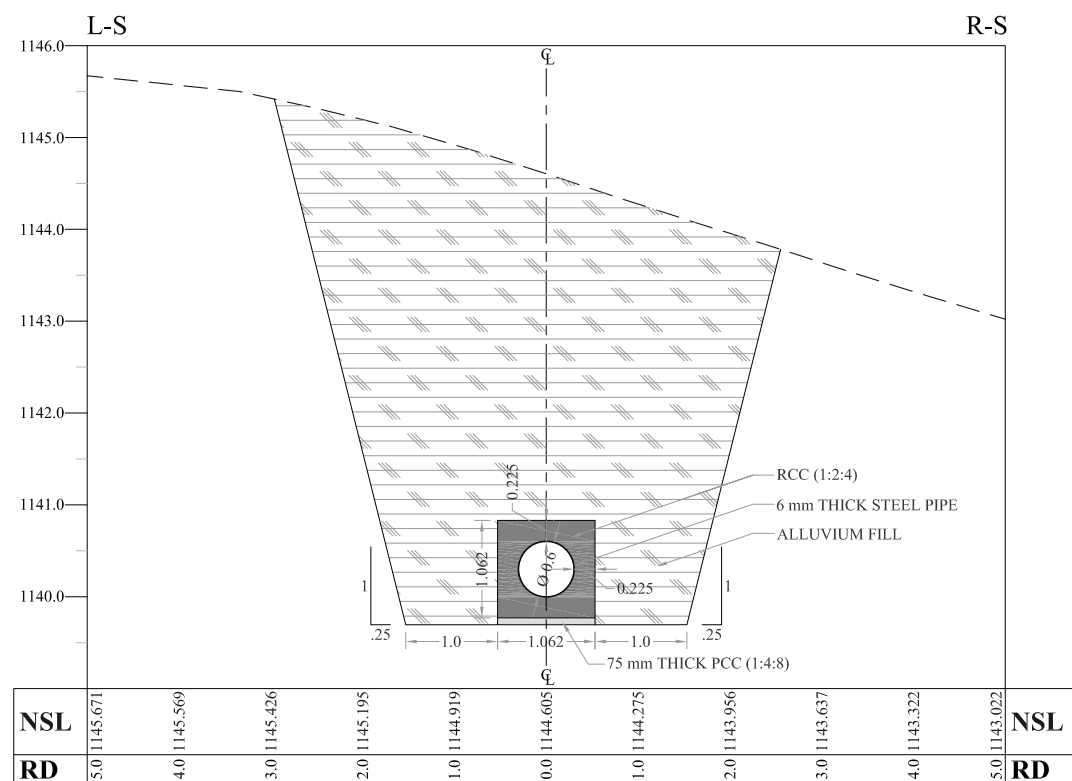 L-S R-S
℄
1146.0
1145.0
1144.0
1143.0
1142.0
1141.0
1140.0
0.225
RCC (1:2:4)
6 mm THICK STEEL PIPE
ALLUVIUM FILL
1.062
Ø 0.6
0.225
1
1
.25
.25
1.0 1.062 1.0
75 mm THICK PCC (1:4:8)
℄
NSL 1145.671 1145.569 1145.426 1145.195 1144.919 1144.605 1144.275 1143.956 1143.637 1143.322 1143.022 NSL
RD 5.0 4.0 3.0 2.0 1.0 0.0 1.0 2.0 3.0 4.0 5.0 RD